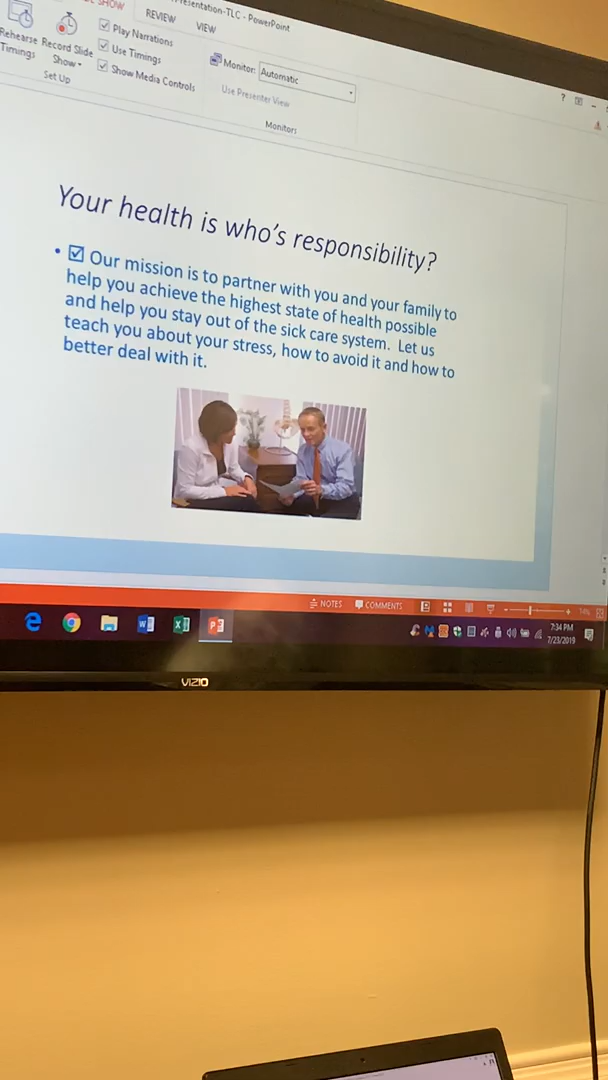 SHOW
Presentation-TLC - PowerPoint
REVIEW
VIEW
Rehearse
Timings
Record Slide
Show
Play Narrations
Use Timings
Show Media Controls
Set Up
Monitor:
Automatic
Use Presenter View
Monitors
?
Your health is who's responsibility?
• ☑ Our mission is to partner with you and your family to
help you achieve the highest state of health possible
and help you stay out of the sick care system. Let us
teach you about your stress, how to avoid it and how to
better deal with it.
NOTES
COMMENTS
74%
7:34 PM
7/23/2019
VIZIO